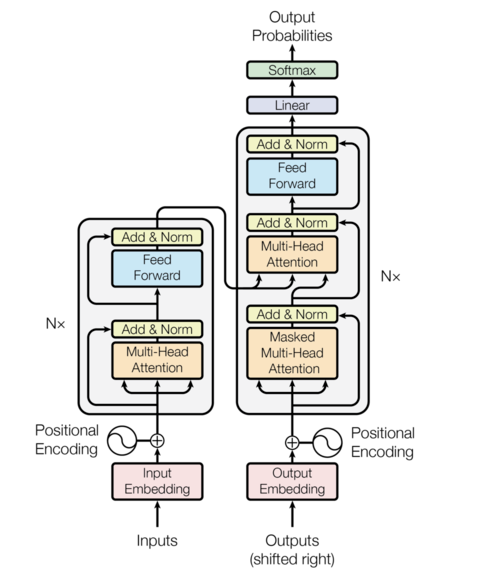 Output
Probabilities
Softmax
Linear
Add & Norm
Feed
Forward
Add & Norm
Multi-Head
Attention
Add & Norm
Masked
Multi-Head
Attention
Nx
Positional
Encoding
Output
Embedding
Outputs
(shifted right)
Add & Norm
Feed
Forward
Add & Norm
Multi-Head
Attention
N×
Positional
Encoding
Input
Embedding
Inputs